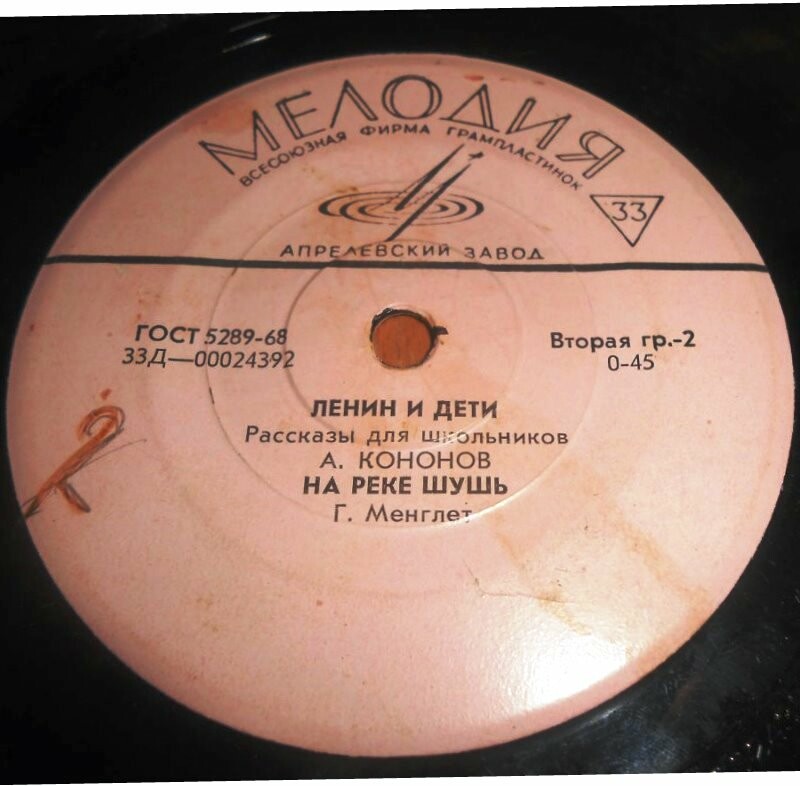 МЕЛОДИЯ
ВСЕСОЮЗНАЯ ФИРМА ГРАМПЛАСТИНОК
33
АПРЕЛЕВСКИЙ ЗАВОД
ГОСТ 5289-68
33Д—00024392
Вторая гр.-2
0-45
ЛЕНИН И ДЕТИ
Рассказы для школьников
А. КОНОНОВ
НА РЕКЕ ШУШЬ
Г. Менглет
2